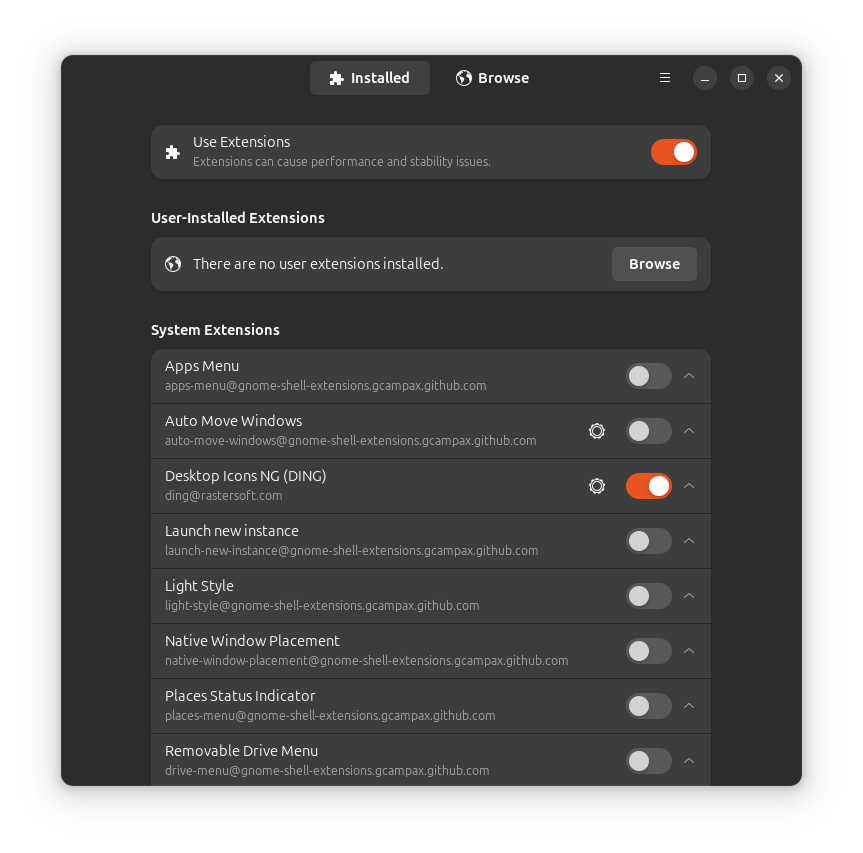 Installed
Browse
Use Extensions
Extensions can cause performance and stability issues.
User-Installed Extensions
There are no user extensions installed.
Browse
System Extensions
Apps Menu
apps-menu@gnome-shell-extensions.gcampax.github.com
Auto Move Windows
auto-move-windows@gnome-shell-extensions.gcampax.github.com
Desktop Icons NG (DING)
ding@rastersoft.com
Launch new instance
launch-new-instance@gnome-shell-extensions.gcampax.github.com
Light Style
light-style@gnome-shell-extensions.gcampax.github.com
Native Window Placement
native-window-placement@gnome-shell-extensions.gcampax.github.com
Places Status Indicator
places-menu@gnome-shell-extensions.gcampax.github.com
Removable Drive Menu
drive-menu@gnome-shell-extensions.gcampax.github.com